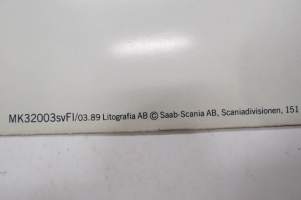 MK32003svFI/03.89 Litografia AB © Saab-Scania AB, Scaniadivisionen, 151